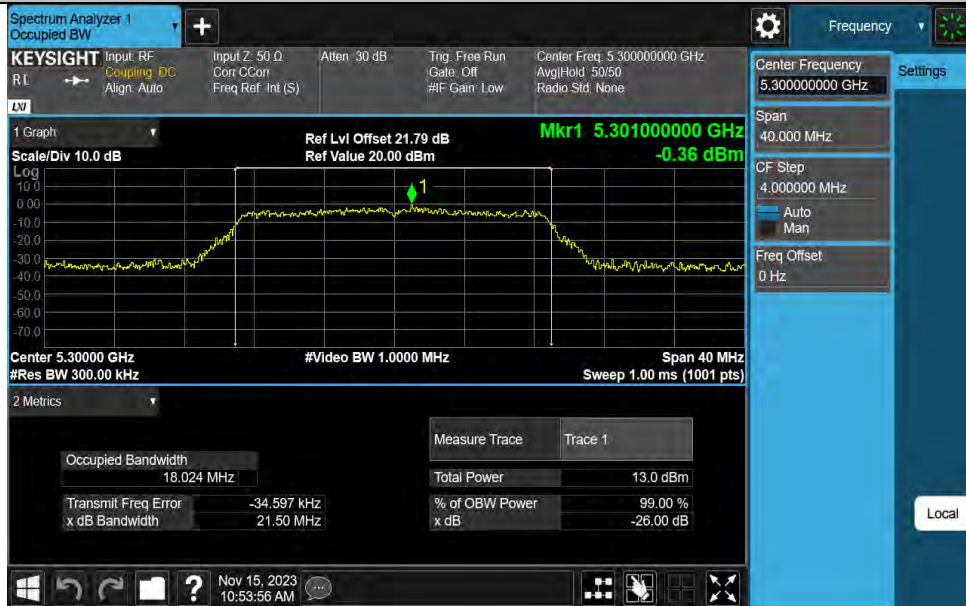 Spectrum Analyzer 1
Occupied BW
+
Frequency
KEYSIGHT
RL
LXI
Input: RF
Coupling: DC
Align: Auto
Input Z: 50 Ω
Corr CCorr
Freq Ref: Int (S)
Atten: 30 dB
Trig: Free Run
Gate: Off
#IF Gain: Low
Center Freq: 5.300000000 GHz
Avg|Hold: 50/50
Radio Std: None
Center Frequency
5.300000000 GHz
Settings
Span
40.000 MHz
CF Step
4.000000 MHz
Auto
Man
Freq Offset
0 Hz
Local
1 Graph
Scale/Div 10.0 dB
Ref Lvl Offset 21.79 dB
Ref Value 20.00 dBm
Mkr1 5.301000000 GHz
-0.36 dBm
Log
10.0
0.00
-10.0
-20.0
-30.0
-40.0
-50.0
-60.0
-70.0
1
Center 5.30000 GHz
#Res BW 300.00 kHz
#Video BW 1.0000 MHz
Span 40 MHz
Sweep 1.00 ms (1001 pts)
2 Metrics
Measure Trace Trace 1
Occupied Bandwidth
18.024 MHz
Total Power 13.0 dBm
Transmit Freq Error -34.597 kHz
% of OBW Power 99.00 %
x dB Bandwidth 21.50 MHz
x dB -26.00 dB
?
Nov 15, 2023
10:53:56 AM